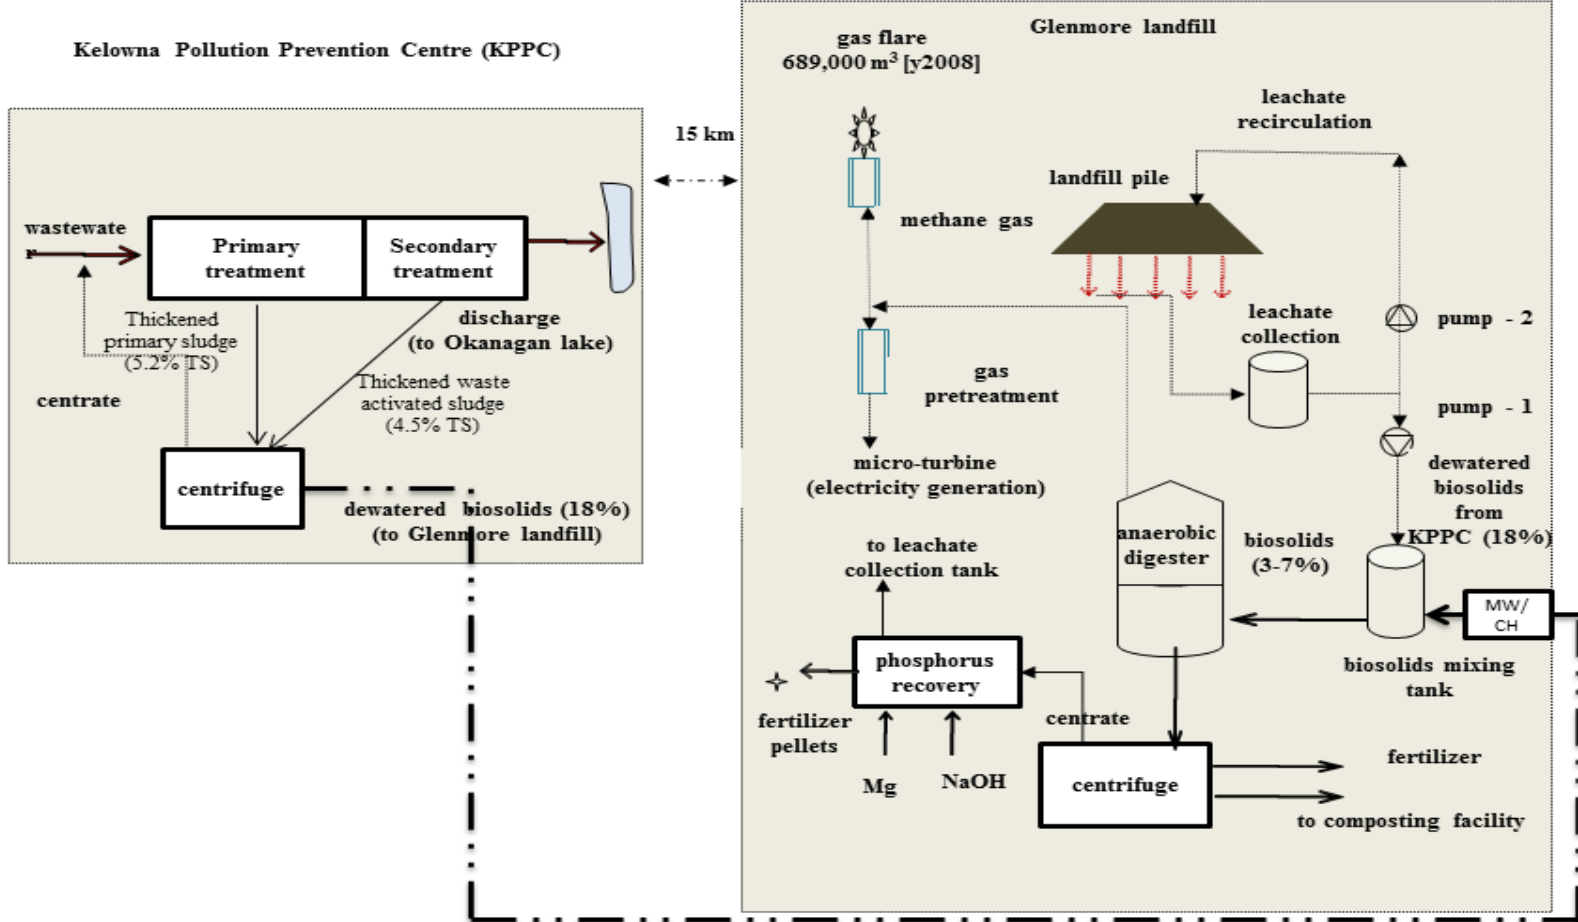 Kelowna Pollution Prevention Centre (KPPC)
wastewate
r
Primary
treatment
Secondary
treatment
Thickened
primary sludge
(5.2% TS)
discharge
(to Okanagan lake)
centrate
Thickened waste
activated sludge
(4.5% TS)
centrifuge
dewatered biosolids (18%)
(to Glenmore landfill)
15 km
Glenmore landfill
gas flare
689,000 m³ [y2008]
leachate
recirculation
landfill pile
methane gas
leachate
collection
pump - 2
gas
pretreatment
pump - 1
micro-turbine
(electricity generation)
dewatered
biosolids
from
KPPC (18%)
anaerobic
digester
biosolids
(3-7%)
to leachate
collection tank
MW/
CH
biosolids mixing
tank
phosphorus
recovery
fertilizer
pellets
centrate
Mg
NaOH
centrifuge
fertilizer
to composting facility